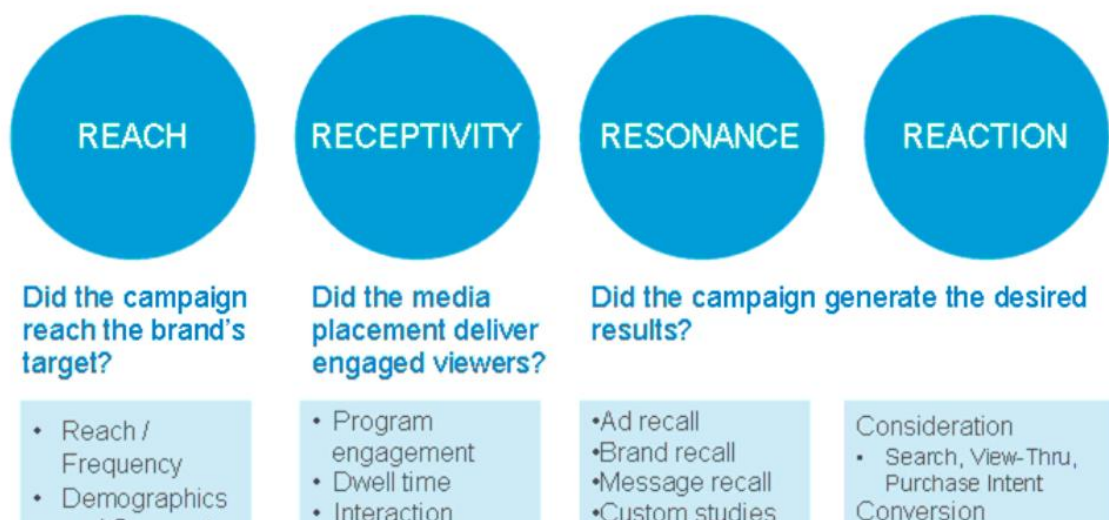 REACH
RECEPTIVITY
RESONANCE
REACTION
Did the campaign
reach the brand's
target?
Did the media
placement deliver
engaged viewers?
Did the campaign generate the desired
results?
• Reach /
Frequency
• Demographics
• Program
engagement
• Dwell time
• Interaction
•Ad recall
•Brand recall
•Message recall
•Custom studies
Consideration
• Search, View-Thru,
Purchase Intent
Conversion